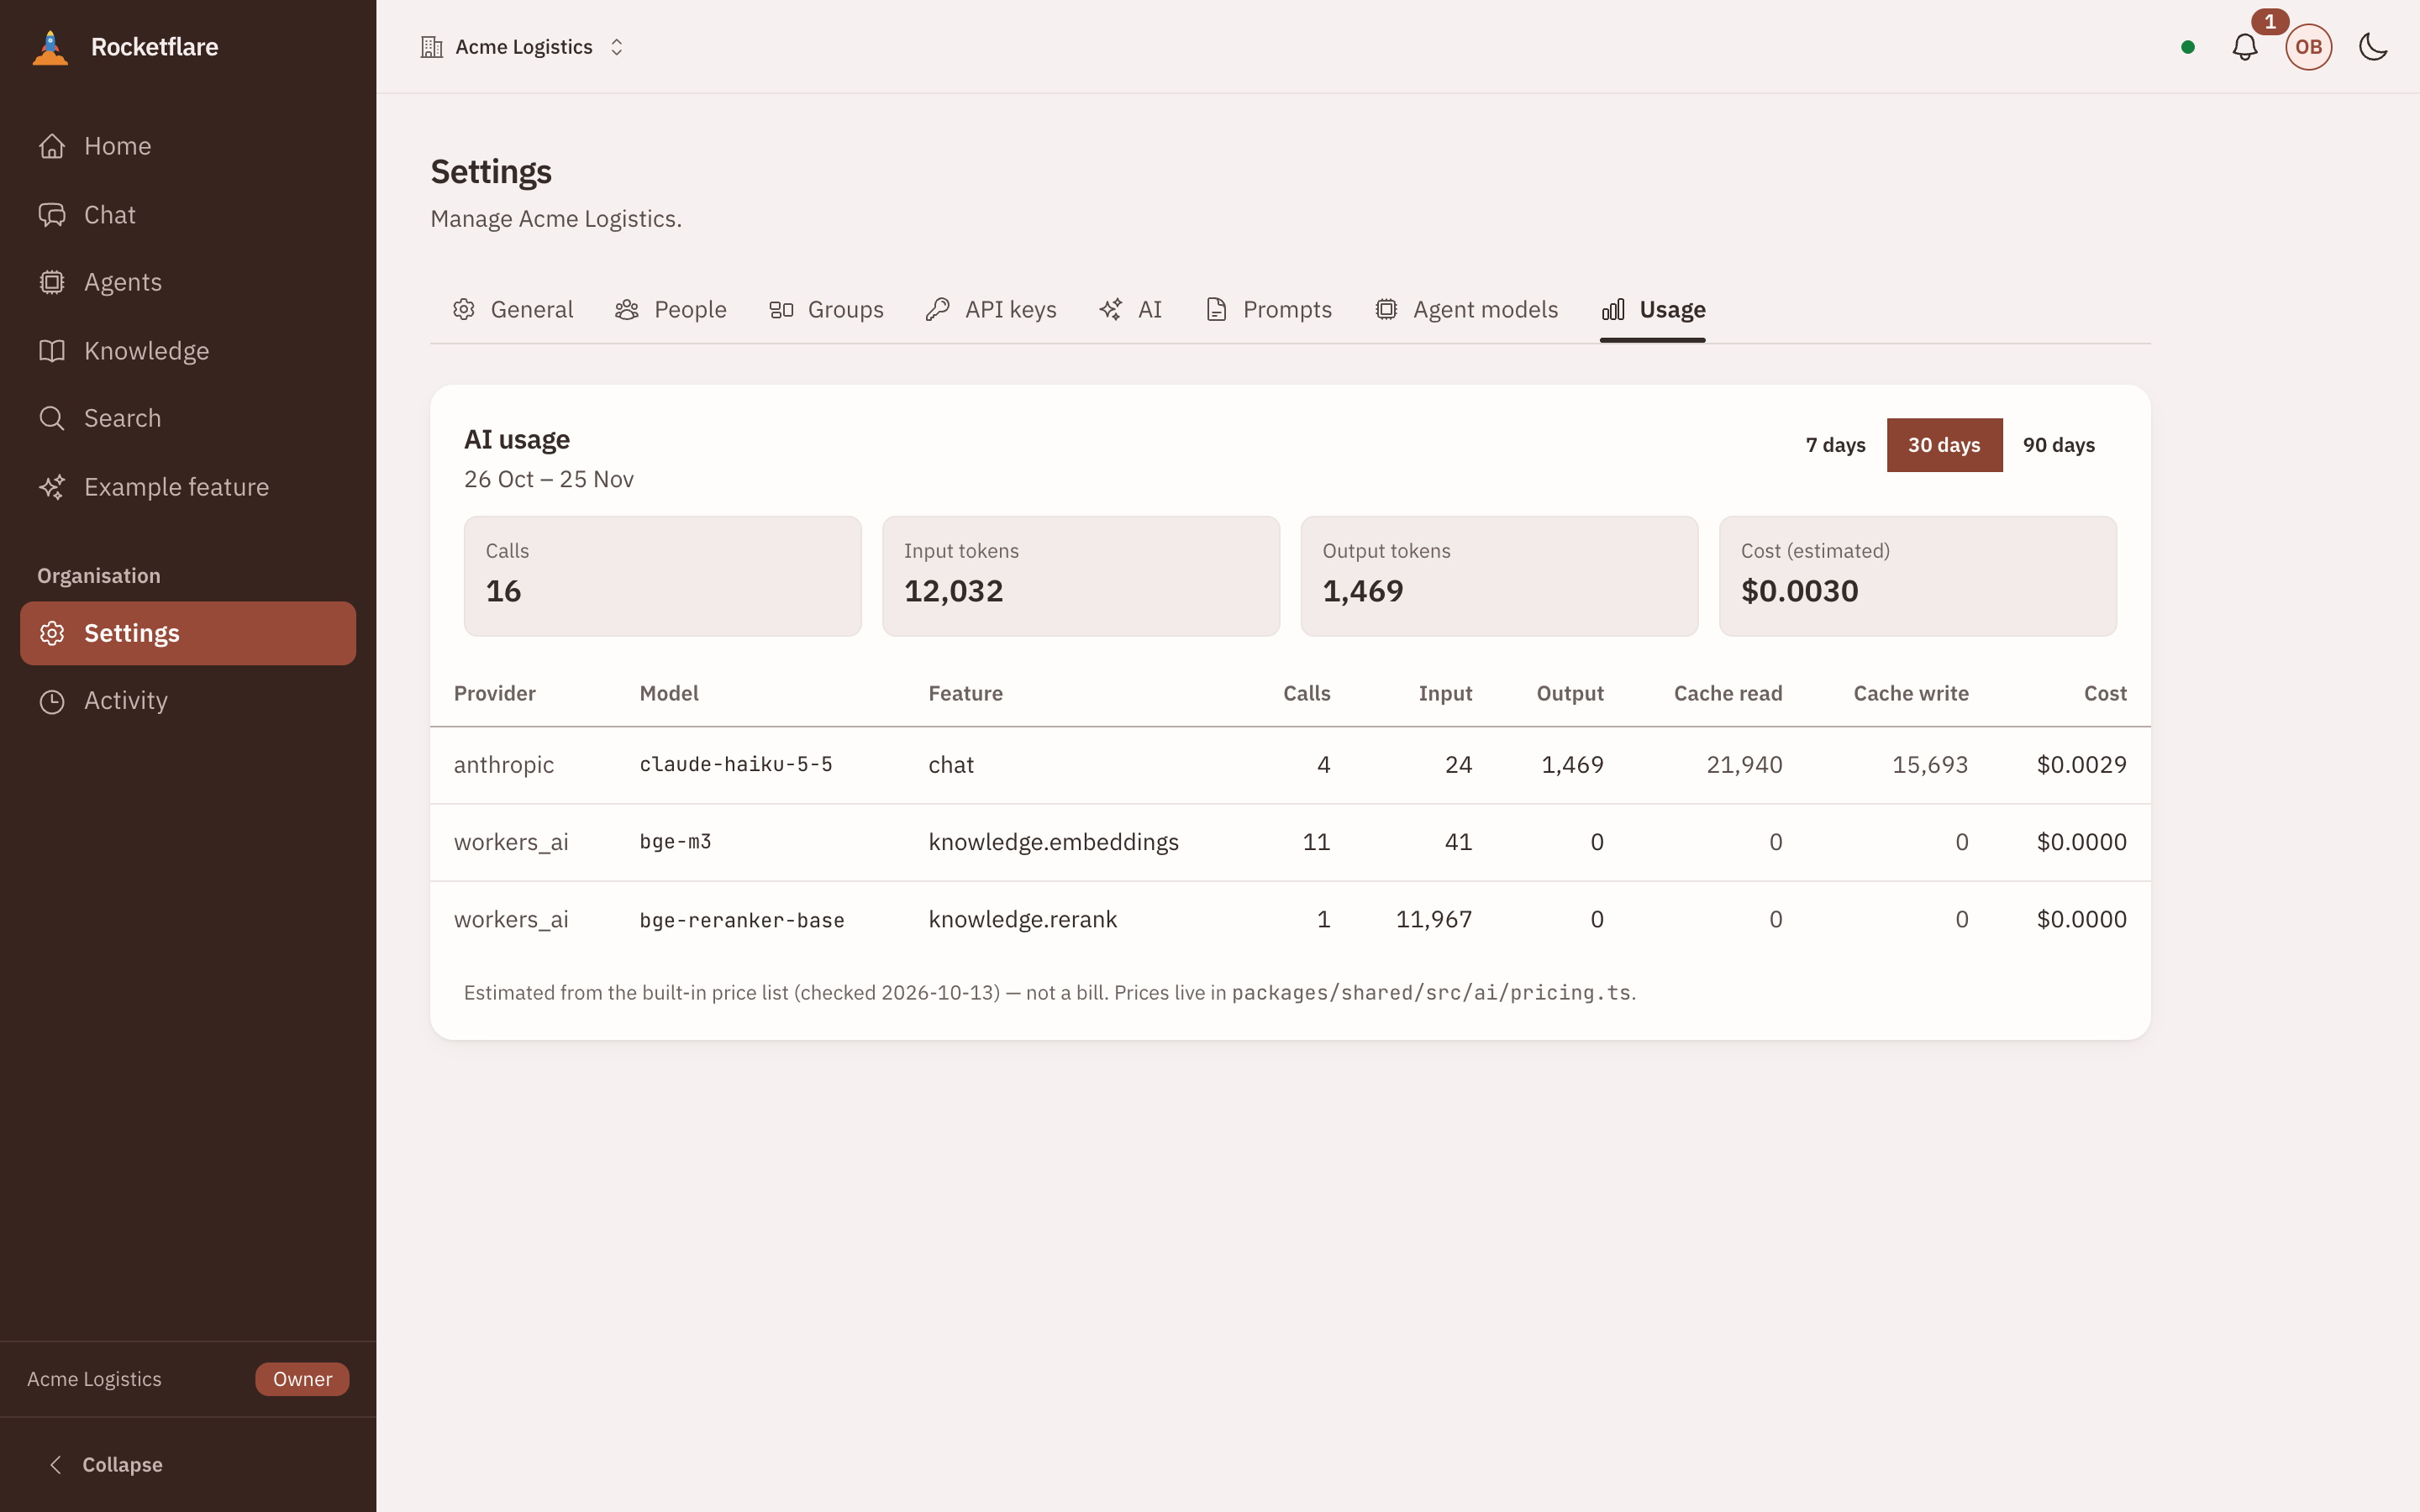 Rocketflare
Acme Logistics
1
OB
Home
Chat
Agents
Knowledge
Search
Example feature
Organisation
Settings
Activity
Acme Logistics Owner
Collapse
Settings
Manage Acme Logistics.
General People Groups API keys AI Prompts Agent models Usage
AI usage
26 Oct – 25 Nov
7 days 30 days 90 days
Calls
16
Input tokens
12,032
Output tokens
1,469
Cost (estimated)
$0.0030
Provider Model Feature Calls Input Output Cache read Cache write Cost
anthropic claude-haiku-5-5 chat 4 24 1,469 21,940 15,693 $0.0029
workers_ai bge-m3 knowledge.embeddings 11 41 0 0 0 $0.0000
workers_ai bge-reranker-base knowledge.rerank 1 11,967 0 0 0 $0.0000
Estimated from the built-in price list (checked 2026-10-13) — not a bill. Prices live in packages/shared/src/ai/pricing.ts.